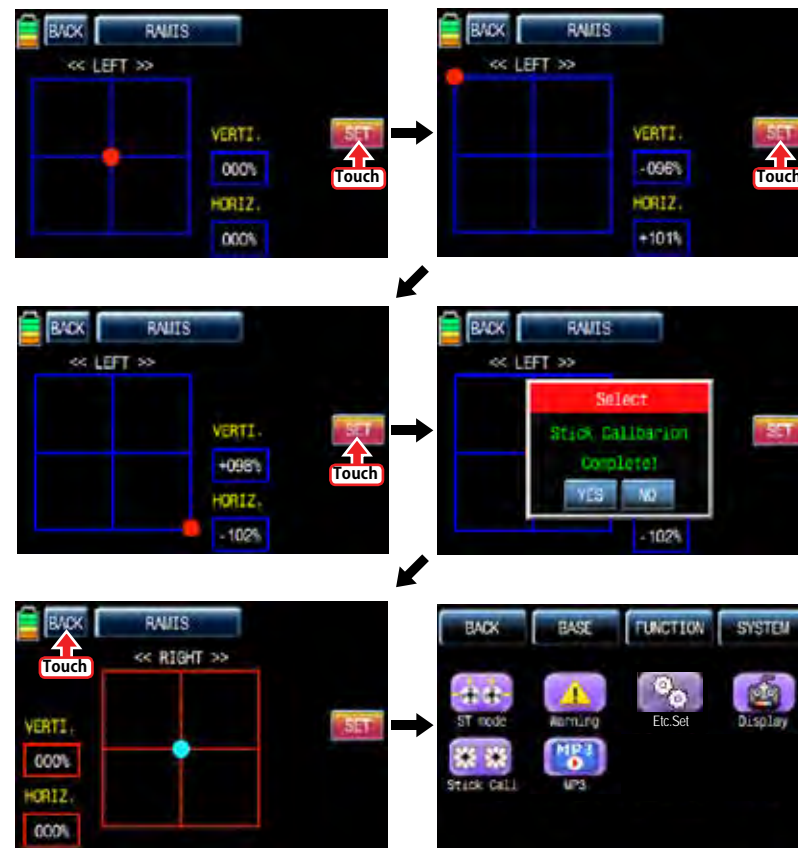 BACK RAMIS
<< LEFT >>
VERTI.
000%
HORIZ.
000%
SET
Touch
BACK RAMIS
<< LEFT >>
VERTI.
-096%
HORIZ.
+101%
SET
Touch
BACK RAMIS
<< LEFT >>
VERTI.
+098%
HORIZ.
-102%
SET
Touch
BACK RAMIS
<< LEFT >>
Select
Stick Calibarion
Complete!
YES NO
-102%
SET
BACK RAMIS
Touch
<< RIGHT >>
VERTI.
000%
HORIZ.
000%
SET
BACK BASE FUNCTION SYSTEM
ST mode Warning Etc.Set Display
MP3
Stick Cali MP3